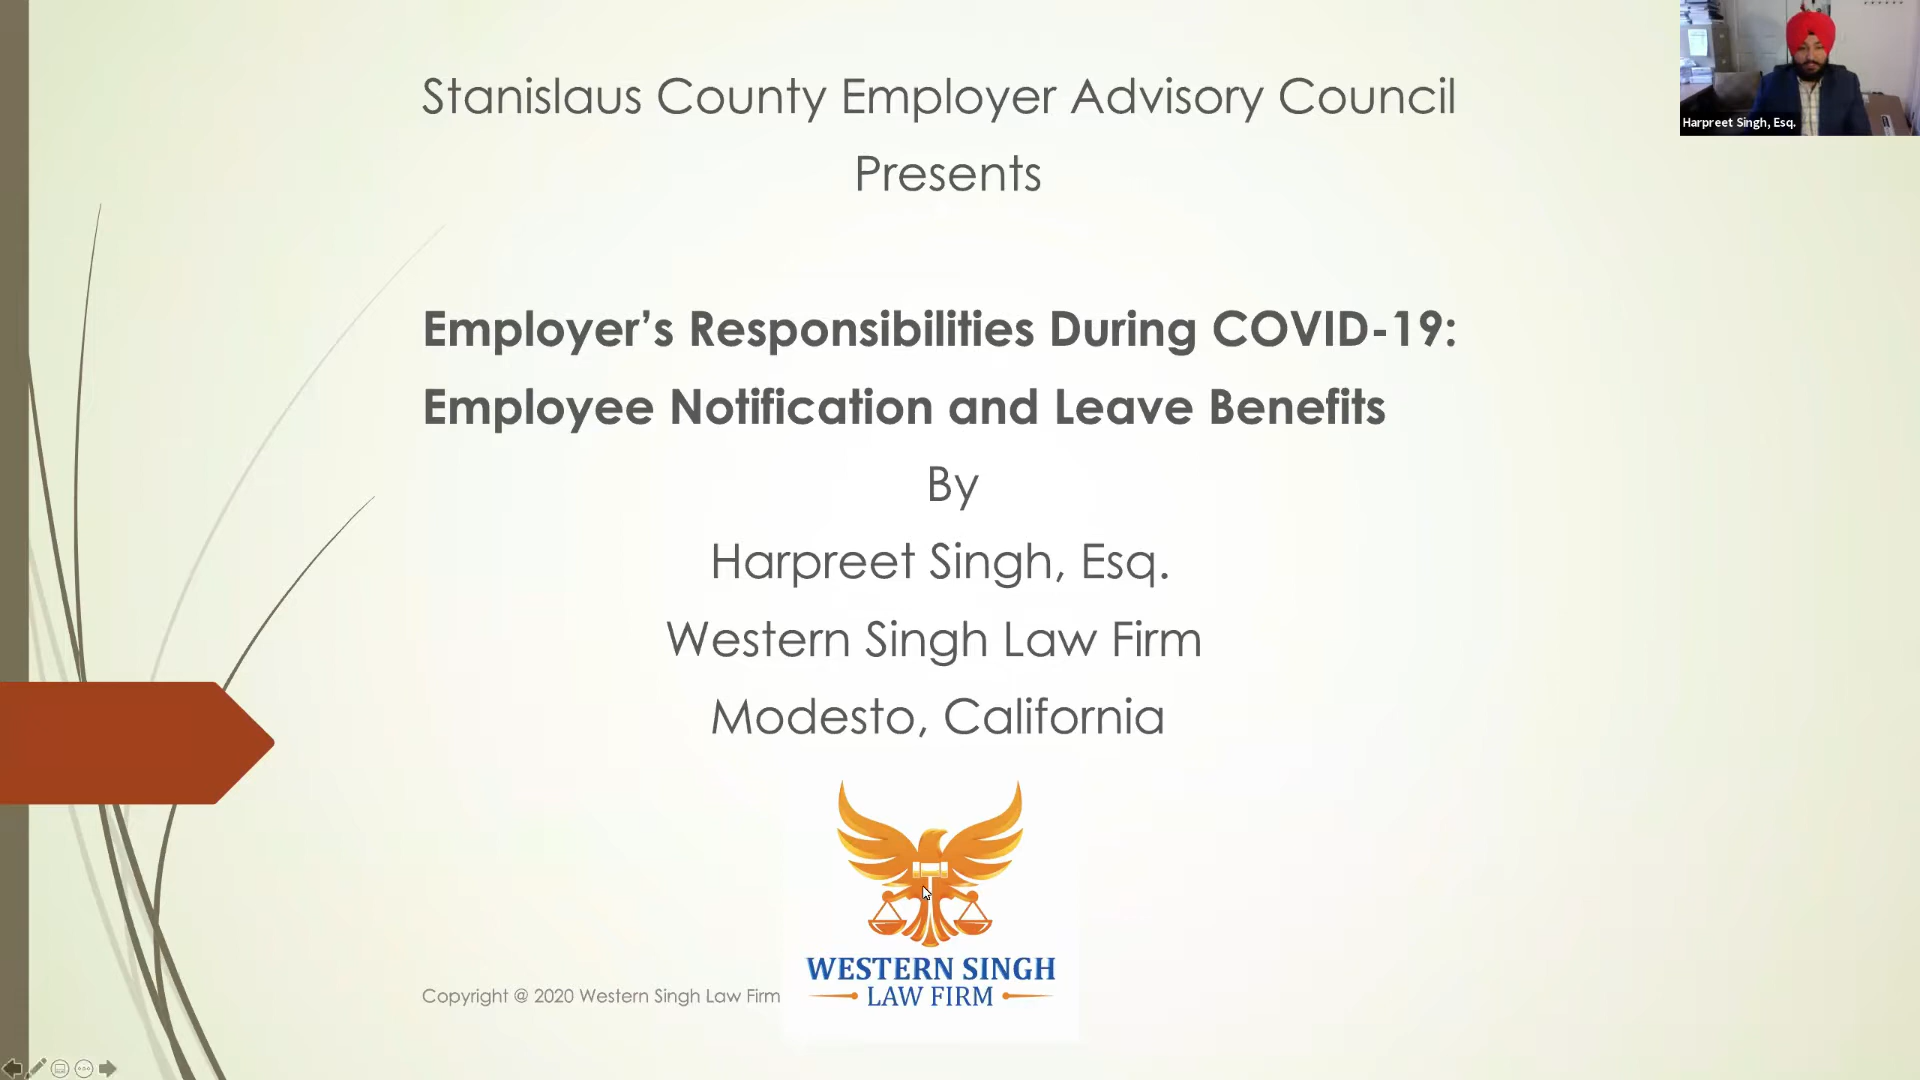 Stanislaus County Employer Advisory Council
Presents
Employer’s Responsibilities During COVID-19:
Employee Notification and Leave Benefits
By
Harpreet Singh, Esq.
Western Singh Law Firm
Modesto, California
WESTERN SINGH
LAW FIRM
Copyright @ 2020 Western Singh Law Firm
Harpreet Singh, Esq.